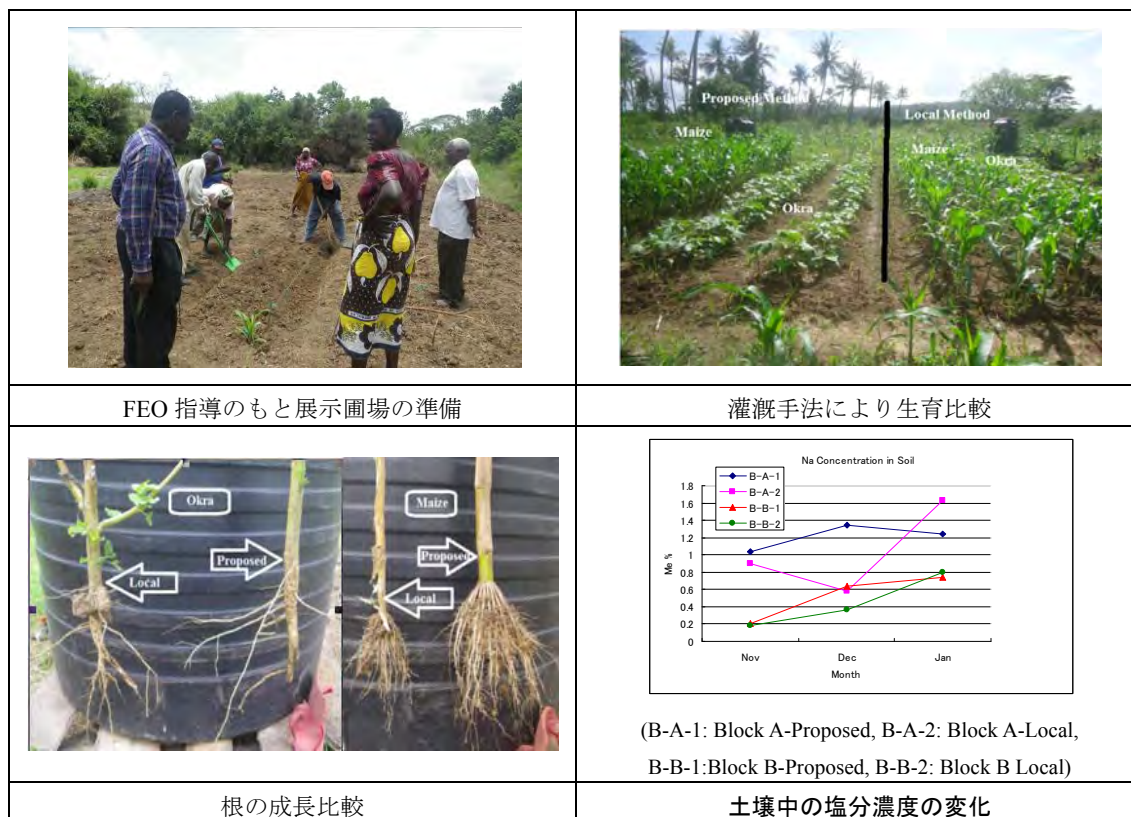 Proposed Method
Local Method
Maize
Maize
Okra
Okra
FEO 指導のもと展示圃場の準備
灌漑手法により生育比較
Okra
Maize
Proposed
Proposed
Local
Local
Na Concentration in Soil
B-A-1
B-A-2
B-B-1
B-B-2
Me %
1.8
1.6
1.4
1.2
1
0.8
0.6
0.4
0.2
0
Nov Dec Jan
Month
(B-A-1: Block A-Proposed, B-A-2: Block A-Local,
B-B-1:Block B-Proposed, B-B-2: Block B Local)
根の成長比較
土壌中の塩分濃度の変化